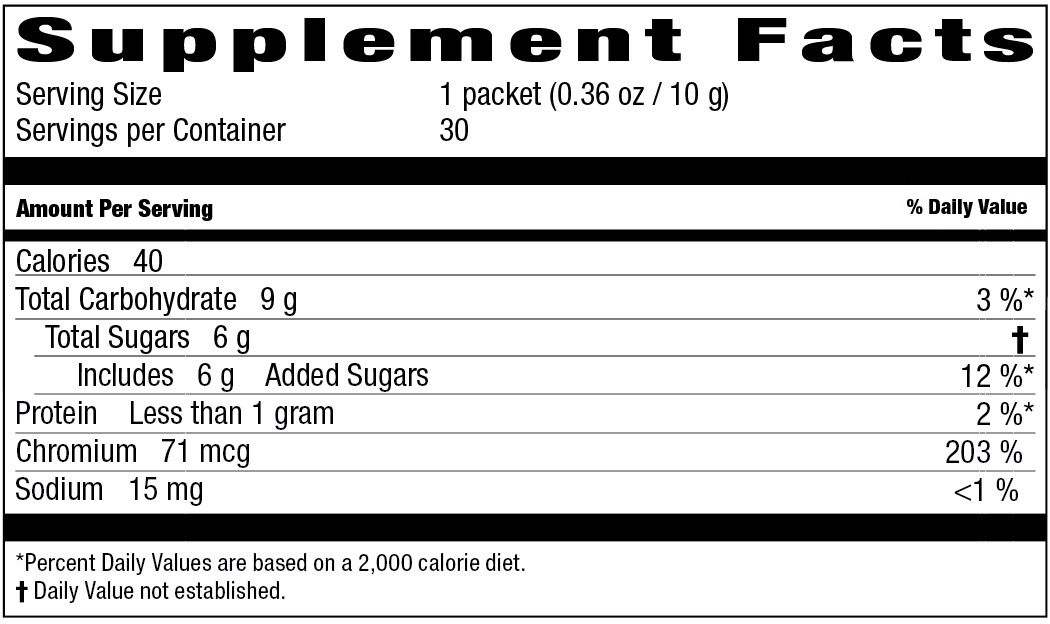 Supplement Facts
Serving Size 1 packet (0.36 oz / 10 g)
Servings per Container 30
Amount Per Serving % Daily Value
Calories 40
Total Carbohydrate 9 g 3 %*
Total Sugars 6 g †
Includes 6 g Added Sugars 12 %*
Protein Less than 1 gram 2 %*
Chromium 71 mcg 203 %
Sodium 15 mg <1 %
*Percent Daily Values are based on a 2,000 calorie diet.
† Daily Value not established.